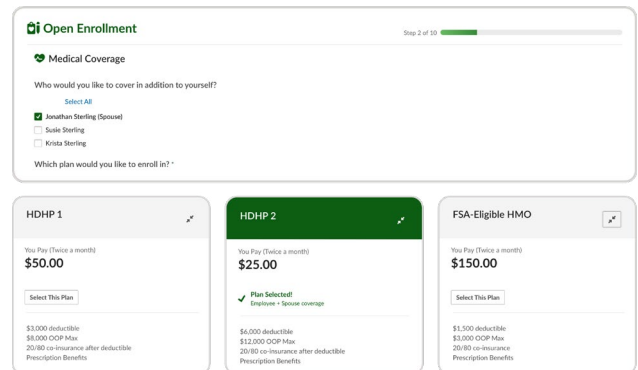 Open Enrollment
Step 2 of 10
Medical Coverage
Who would you like to cover in addition to yourself?
Select All
Jonathan Sterling (Spouse)
Susie Sterling
Krista Sterling
Which plan would you like to enroll in? *
HDHP 1
You Pay (Twice a month)
$50.00
Select This Plan
$3,000 deductible
$8,000 OOP Max
20/80 co-insurance after deductible
Prescription Benefits
HDHP 2
You Pay (Twice a month)
$25.00
Plan Selected!
Employee + Spouse coverage
$6,000 deductible
$12,000 OOP Max
20/80 co-insurance after deductible
Prescription Benefits
FSA-Eligible HMO
You Pay (Twice a month)
$150.00
Select This Plan
$1,500 deductible
$3,000 OOP Max
20/80 co-insurance
Prescription Benefits